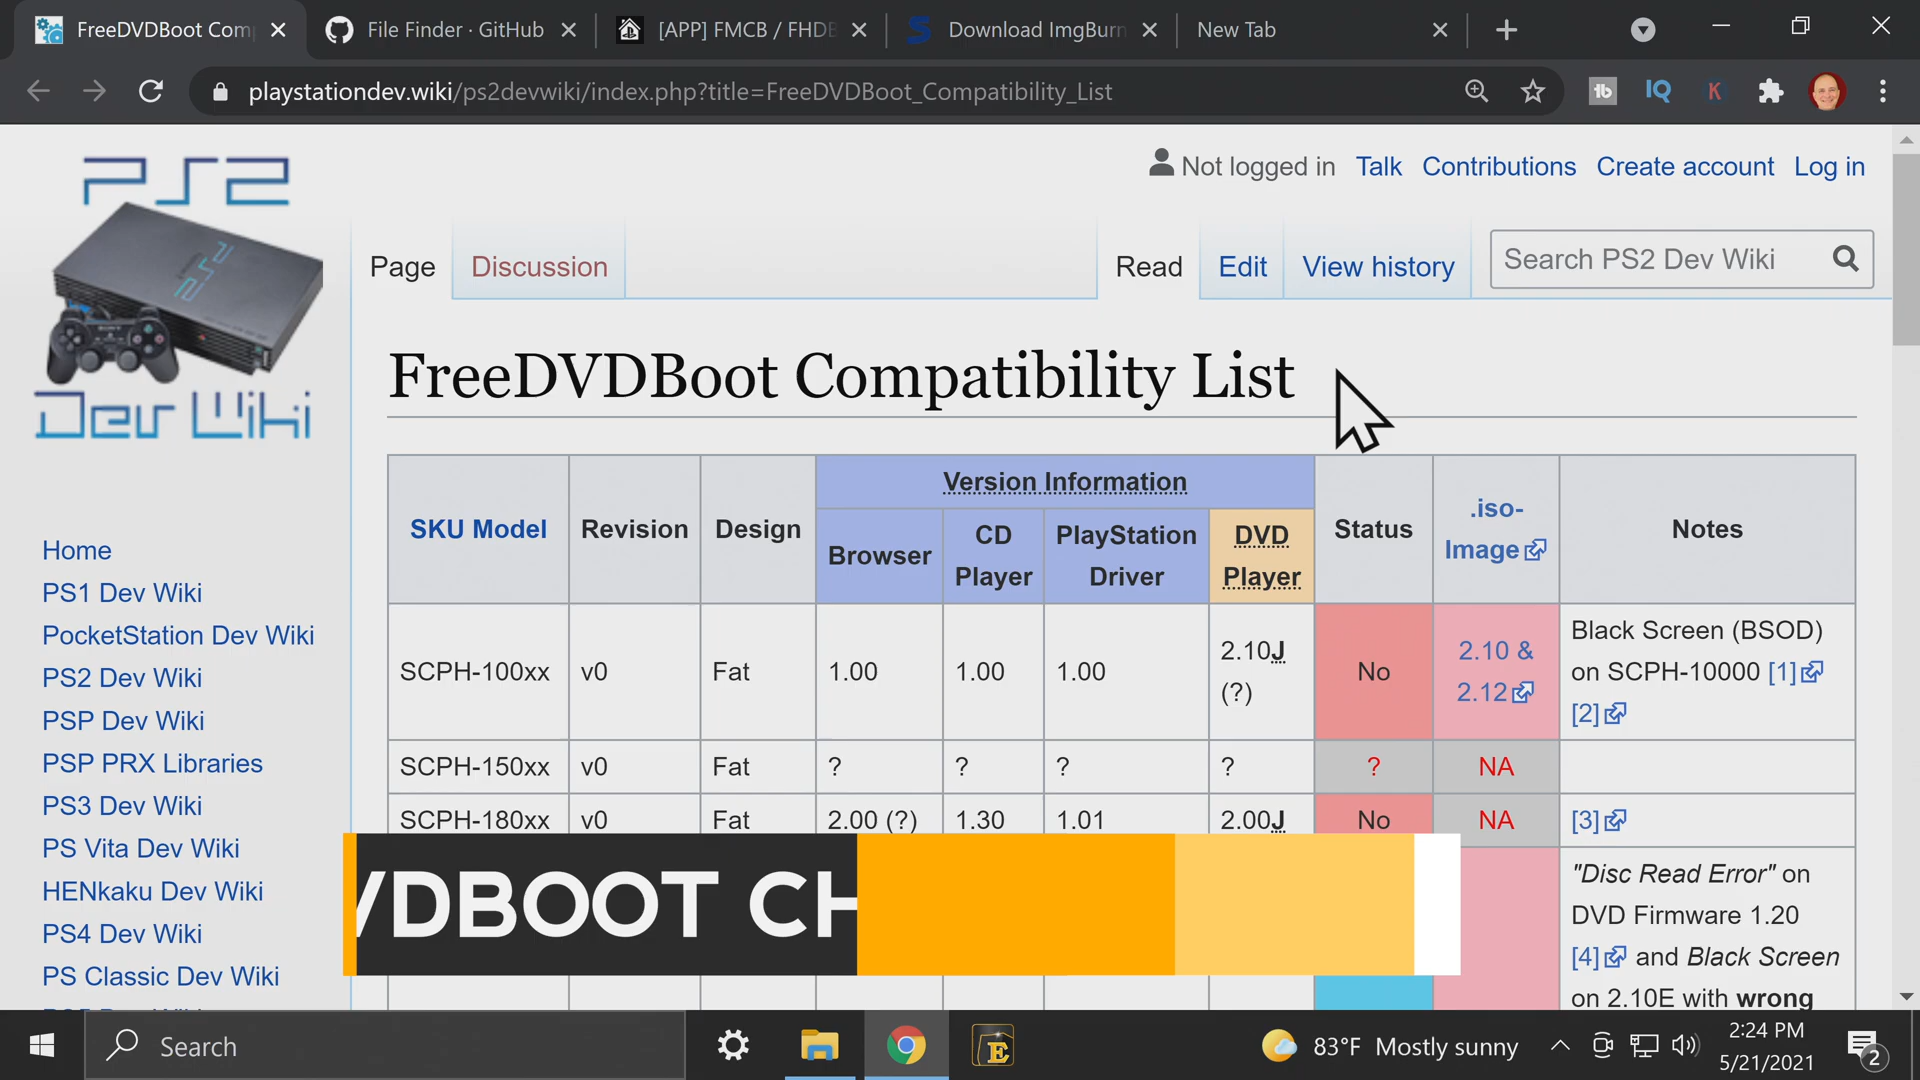 FreeDVDBoot Com
File Finder · GitHub
[APP] FMCB / FHDB
Download ImgBurn
New Tab
playstationdev.wiki/ps2devwiki/index.php?title=FreeDVDBoot_Compatibility_List
PS2
Dev Wiki
Not logged in Talk Contributions Create account Log in
Page Discussion Read Edit View history Search PS2 Dev Wiki
FreeDVDBoot Compatibility List
Home
PS1 Dev Wiki
PocketStation Dev Wiki
PS2 Dev Wiki
PSP Dev Wiki
PSP PRX Libraries
PS3 Dev Wiki
PS Vita Dev Wiki
HENkaku Dev Wiki
PS4 Dev Wiki
PS Classic Dev Wiki
Version Information
SKU Model Revision Design Browser CD Player PlayStation Driver DVD Player Status .iso-Image Notes
SCPH-100xx v0 Fat 1.00 1.00 1.00 2.10J (?) No 2.10 & 2.12 Black Screen (BSOD) on SCPH-10000 [1] [2]
SCPH-150xx v0 Fat ? ? ? ? ? NA
SCPH-180xx v0 Fat 2.00 (?) 1.30 1.01 2.00J No NA [3]
"Disc Read Error" on
DVD Firmware 1.20
[4] and Black Screen
on 2.10E with wrong
VDBOOT CH
Search
83°F Mostly sunny
2:24 PM
5/21/2021
2